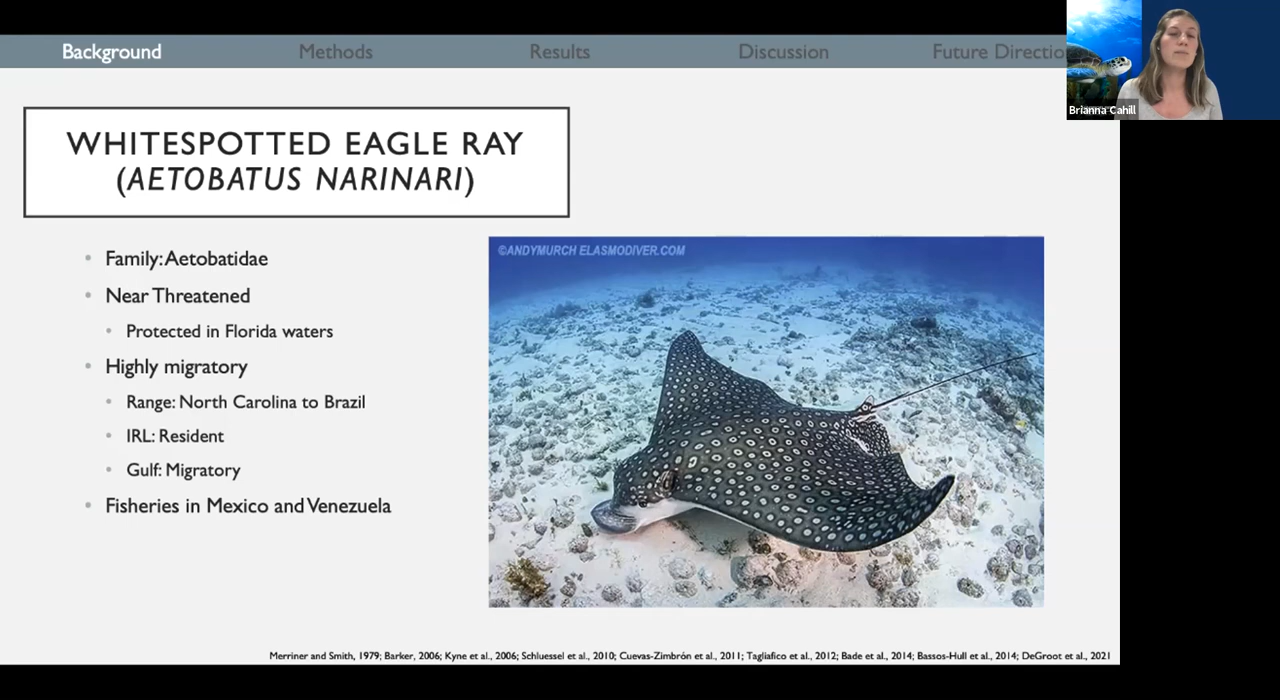 Background Methods Results Discussion Future Directio
Brianna Cahill
WHITESPOTTED EAGLE RAY
(AETOBATUS NARINARI)
Family: Aetobatidae
Near Threatened
Protected in Florida waters
Highly migratory
Range: North Carolina to Brazil
IRL: Resident
Gulf: Migratory
Fisheries in Mexico and Venezuela
©ANDYMURCH ELASMODIVER.COM
Merriner and Smith, 1979; Barker, 2006; Kyne et al., 2006; Schluessel et al., 2010; Cuevas-Zimbrón et al., 2011; Tagliafico et al., 2012; Bade et al., 2014; Bassos-Hull et al., 2014; DeGroot et al., 2021